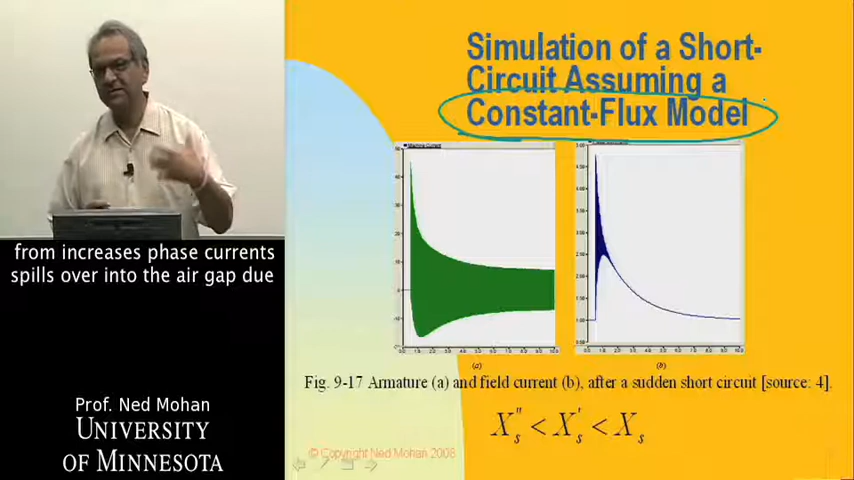 Simulation of a Short-
Circuit Assuming a
Constant-Flux Model
from increases phase currents
spills over into the air gap due
Prof. Ned Mohan
UNIVERSITY
OF MINNESOTA
(a)
(b)
Fig. 9-17 Armature (a) and field current (b), after a sudden short circuit [source: 4].
X''s < X's < Xs
© Copyright Ned Mohan 2008